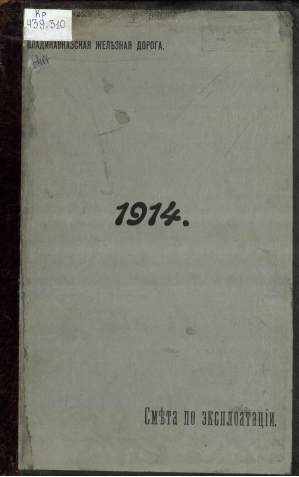 Кр
439.310
ВЛАДИКАВКАЗСКАЯ ЖЕЛѢЗНАЯ ДОРОГА.
1914.
Смѣта по эксплоатаціи.